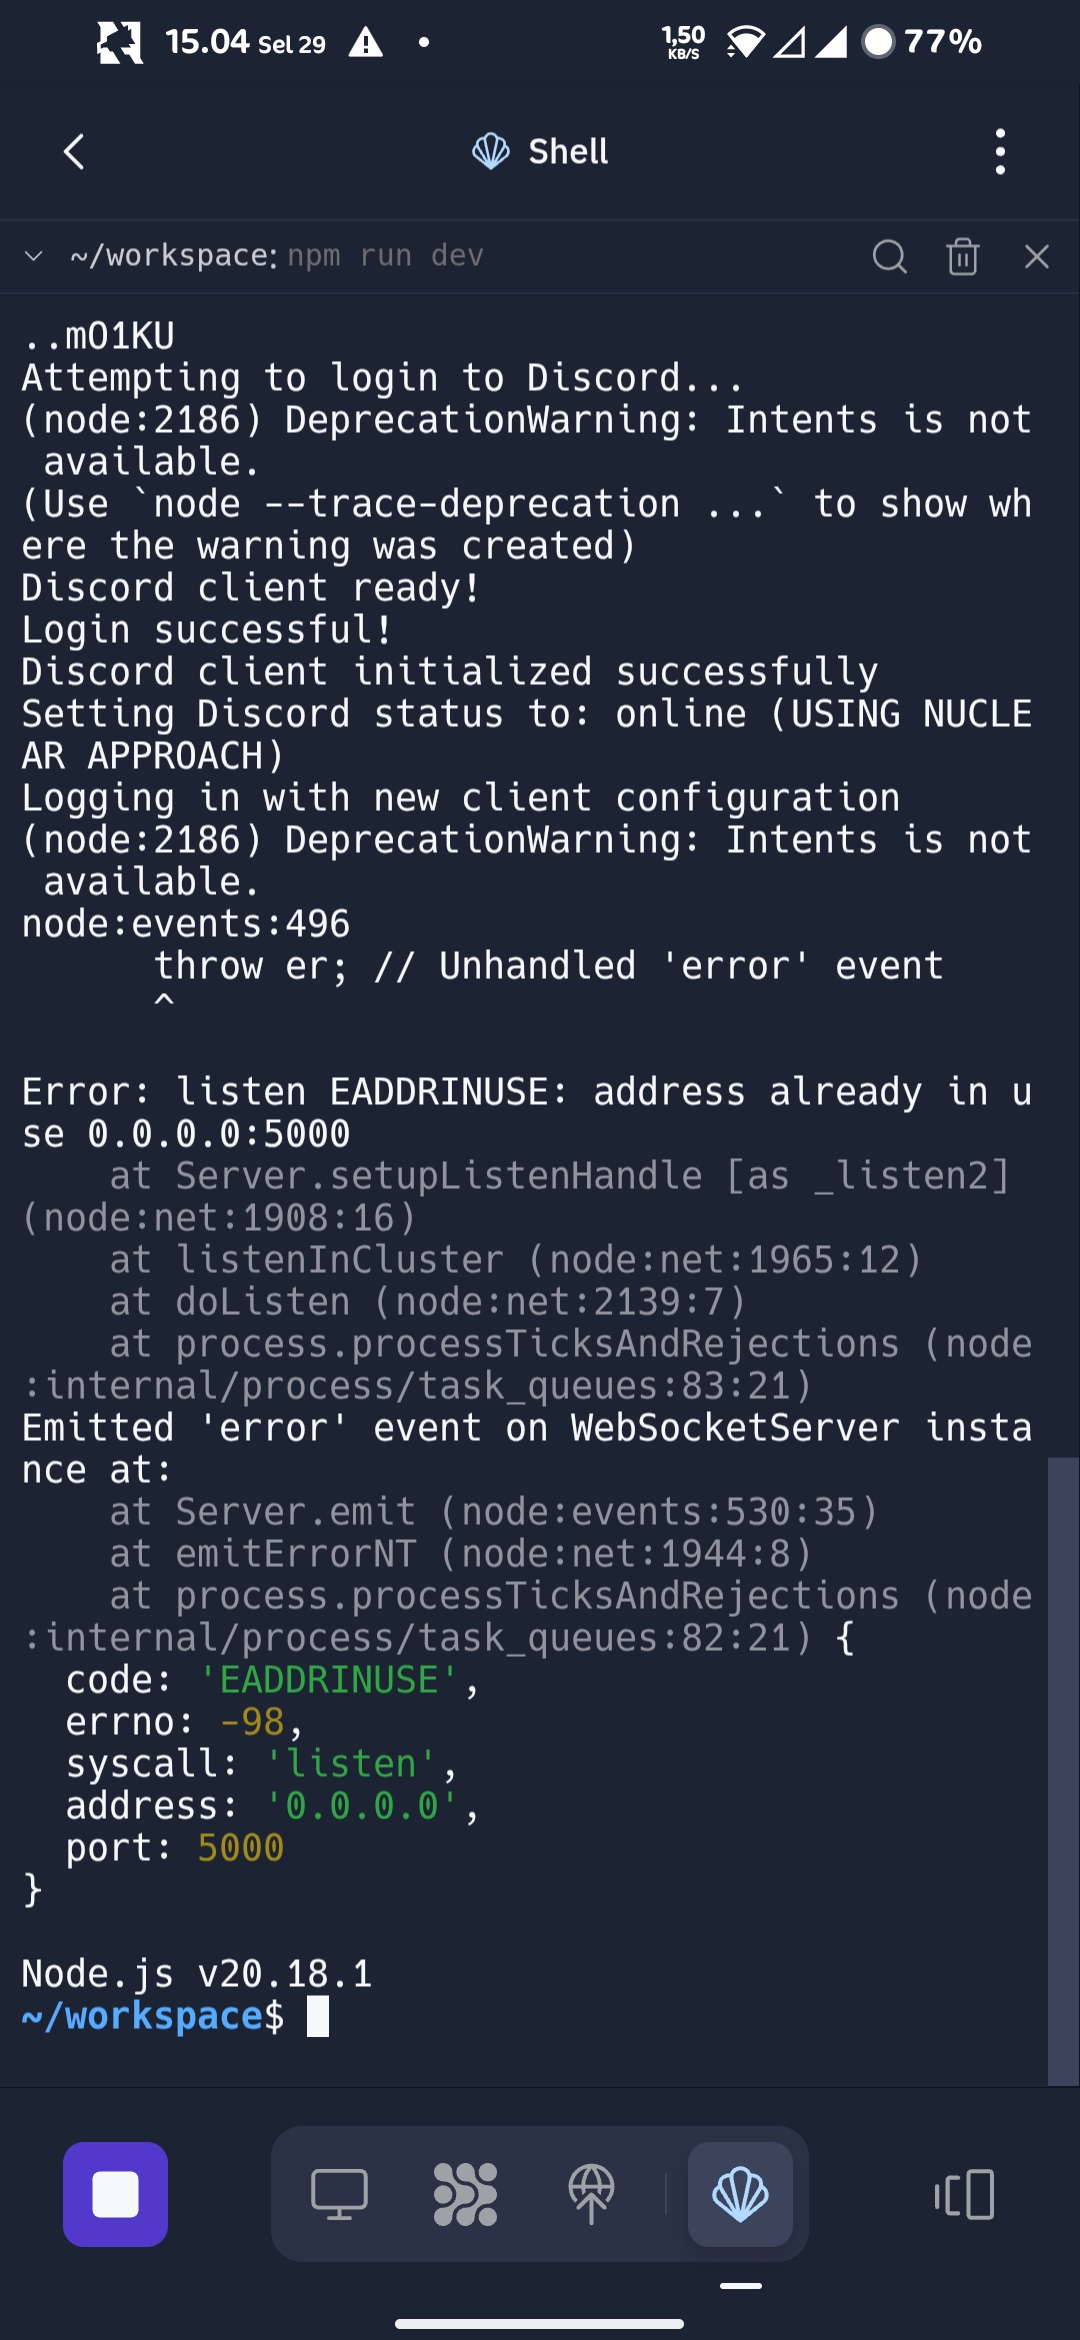 15.04 Sel 29
1,50 KB/S
77%
Shell
~/workspace: npm run dev
..mO1KU
Attempting to login to Discord...
(node:2186) DeprecationWarning: Intents is not
 available.
(Use `node --trace-deprecation ...` to show wh
ere the warning was created)
Discord client ready!
Login successful!
Discord client initialized successfully
Setting Discord status to: online (USING NUCLE
AR APPROACH)
Logging in with new client configuration
(node:2186) DeprecationWarning: Intents is not
 available.
node:events:496
      throw er; // Unhandled 'error' event
      ^
Error: listen EADDRINUSE: address already in u
se 0.0.0.0:5000
    at Server.setupListenHandle [as _listen2]
(node:net:1908:16)
    at listenInCluster (node:net:1965:12)
    at doListen (node:net:2139:7)
    at process.processTicksAndRejections (node
:internal/process/task_queues:83:21)
Emitted 'error' event on WebSocketServer insta
nce at:
    at Server.emit (node:events:530:35)
    at emitErrorNT (node:net:1944:8)
    at process.processTicksAndRejections (node
:internal/process/task_queues:82:21) {
  code: 'EADDRINUSE',
  errno: -98,
  syscall: 'listen',
  address: '0.0.0.0',
  port: 5000
}
Node.js v20.18.1
~/workspace$